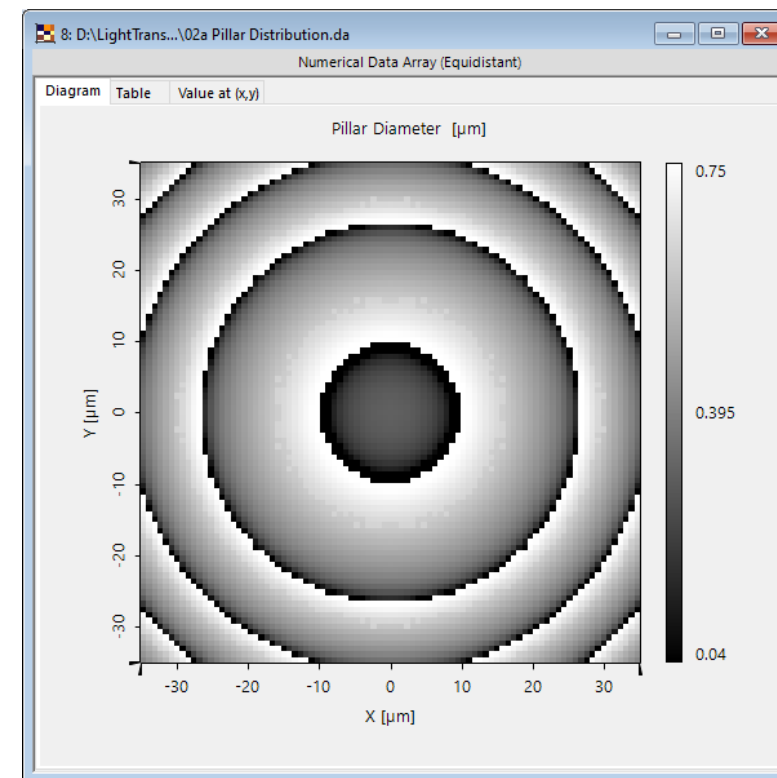 8: D:\LightTrans...\02a Pillar Distribution.da
Numerical Data Array (Equidistant)
Diagram Table Value at (x,y)
Pillar Diameter [µm]
0.75
30
20
10
0.395
0
Y [µm]
-10
-20
-30
0.04
-30 -20 -10 0 10 20 30
X [µm]